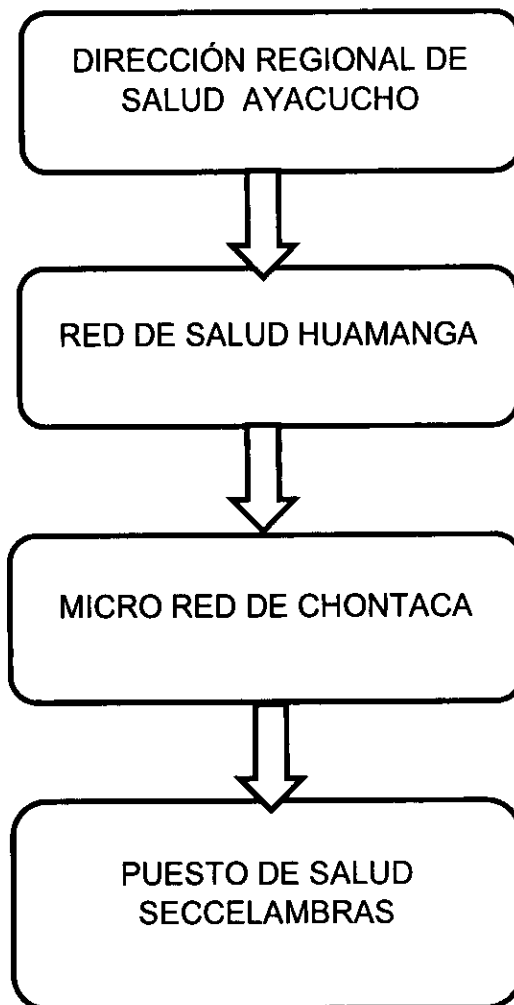 DIRECCIÓN REGIONAL DE
SALUD AYACUCHO
RED DE SALUD HUAMANGA
MICRO RED DE CHONTACA
PUESTO DE SALUD
SECCELAMBRAS